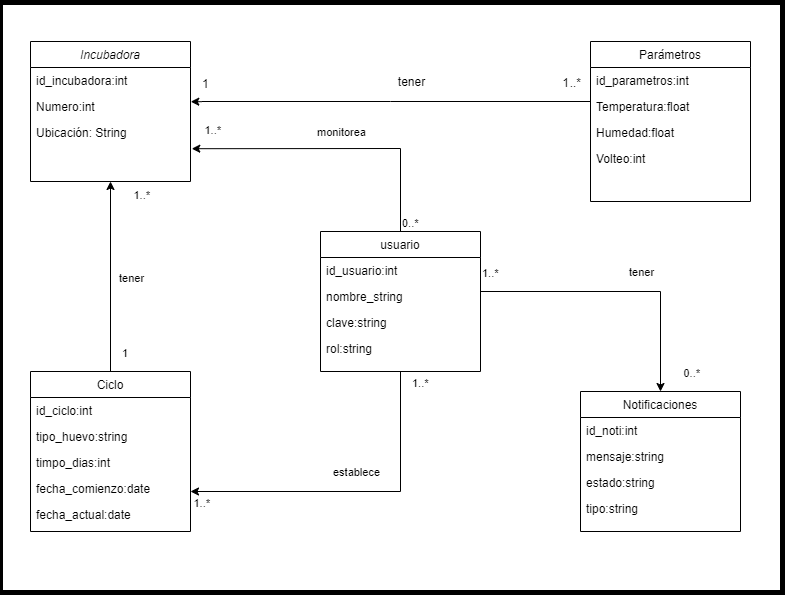 Incubadora
id_incubadora:int
Numero:int
Ubicación: String
1
tener
1..*
Parámetros
id_parametros:int
Temperatura:float
Humedad:float
Volteo:int
1..*
monitorea
0..*
1..*
tener
1
usuario
id_usuario:int
nombre_string
clave:string
rol:string
1..*
tener
0..*
1..*
establece
1..*
Ciclo
id_ciclo:int
tipo_huevo:string
timpo_dias:int
fecha_comienzo:date
fecha_actual:date
Notificaciones
id_noti:int
mensaje:string
estado:string
tipo:string